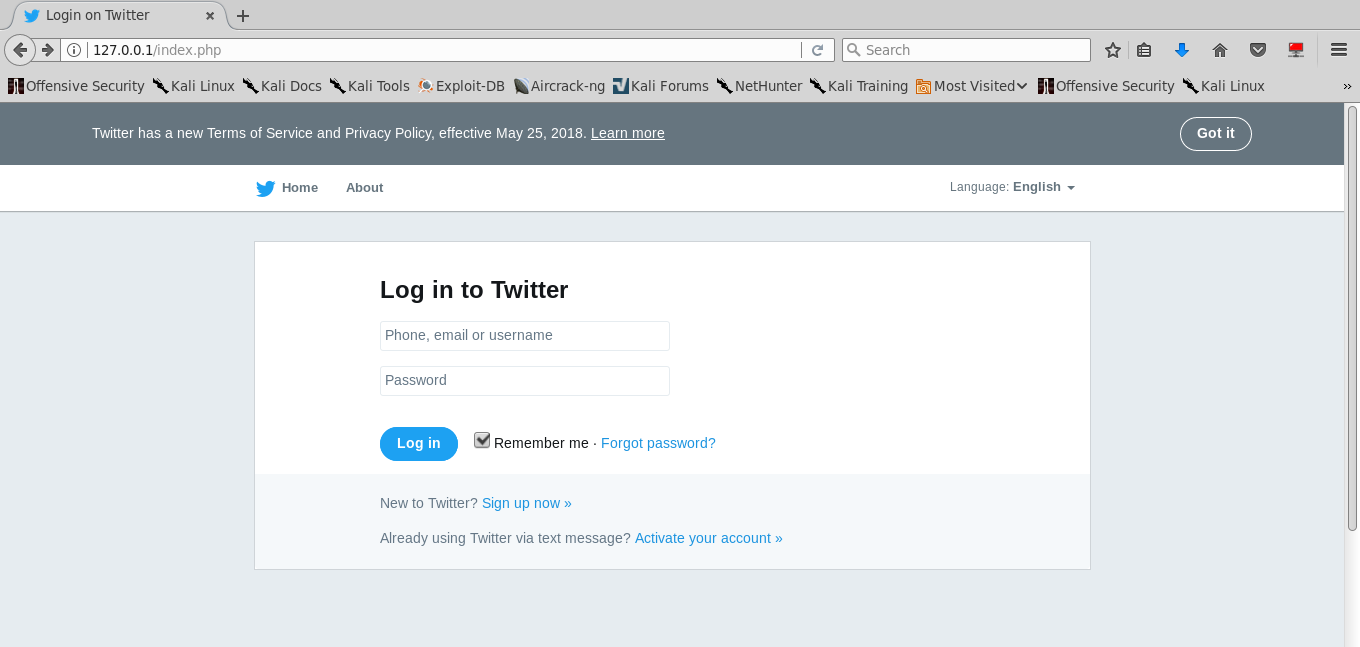 Login on Twitter
127.0.0.1/index.php
Search
Offensive Security Kali Linux Kali Docs Kali Tools Exploit-DB Aircrack-ng Kali Forums NetHunter Kali Training Most Visited Offensive Security Kali Linux »
Twitter has a new Terms of Service and Privacy Policy, effective May 25, 2018. Learn more Got it
Home About Language: English
Log in to Twitter
Phone, email or username
Password
Log in Remember me · Forgot password?
New to Twitter? Sign up now »
Already using Twitter via text message? Activate your account »